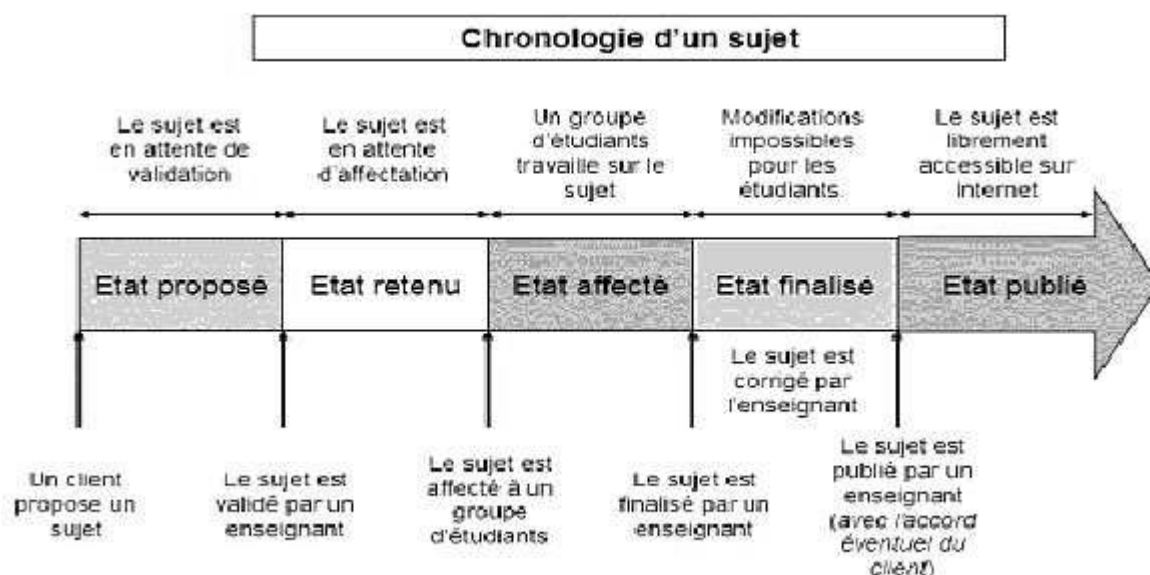 Chronologie d'un sujet
Le sujet est
en attente de
validation
Le sujet est
en attente
d'affectation
Un groupe
d'étudiants
travaille sur le
sujet
Modifications
impossibles
pour les
étudiants
Le sujet est
librement
accessible sur
internet
Etat proposé
Etat retenu
Etat affecté
Etat finalisé
Etat publié
Le sujet est
corrigé par
l'enseignant
Un client
propose un
sujet
Le sujet est
validé par un
enseignant
Le sujet est
affecté à un
groupe
d'étudiants
Le sujet est
finalisé par un
enseignant
Le sujet est
publié par un
enseignant
(avec l'accord
éventuel du
client)